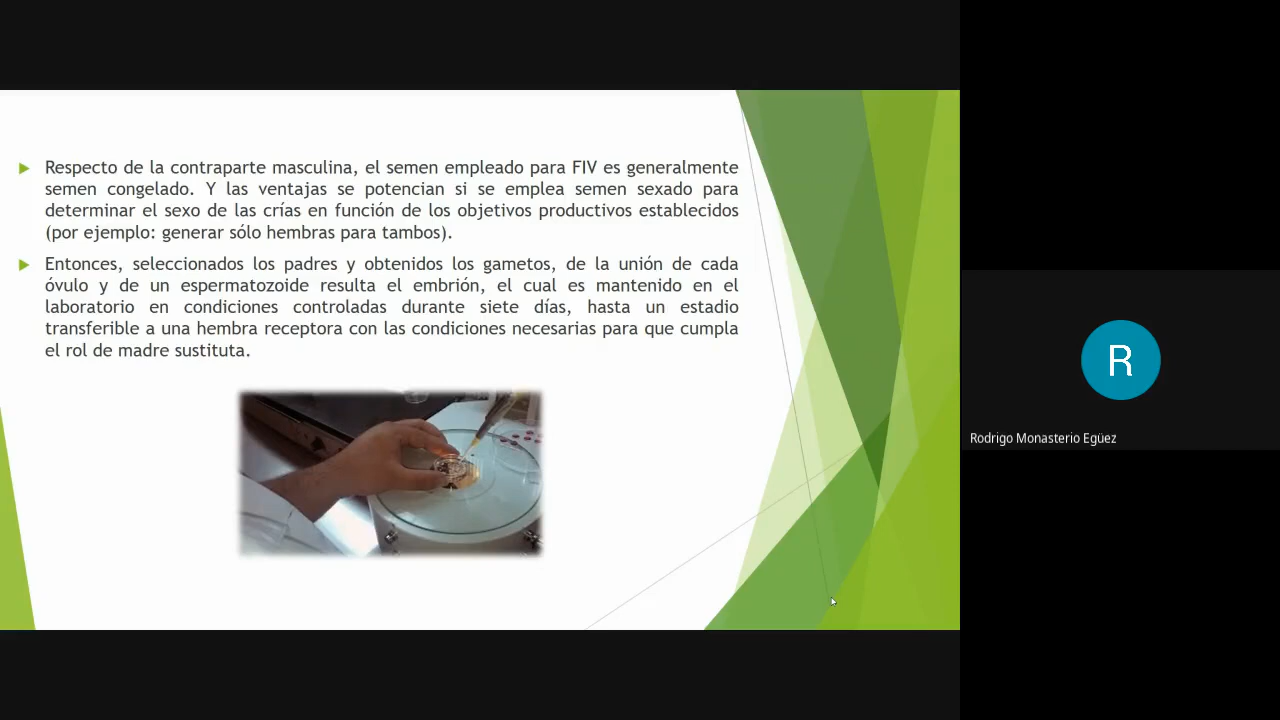 Respecto de la contraparte masculina, el semen empleado para FIV es generalmente
semen congelado. Y las ventajas se potencian si se emplea semen sexado para
determinar el sexo de las crías en función de los objetivos productivos establecidos
(por ejemplo: generar sólo hembras para tambos).
Entonces, seleccionados los padres y obtenidos los gametos, de la unión de cada
óvulo y de un espermatozoide resulta el embrión, el cual es mantenido en el
laboratorio en condiciones controladas durante siete días, hasta un estadio
transferible a una hembra receptora con las condiciones necesarias para que cumpla
el rol de madre sustituta.
R
Rodrigo Monasterio Egüez